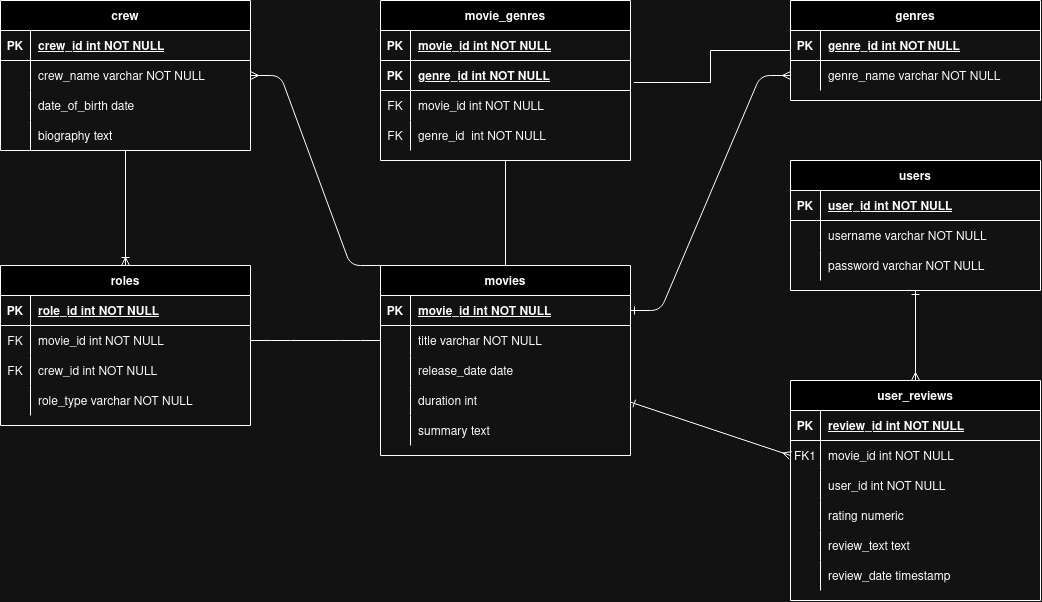 crew
PK crew_id int NOT NULL
crew_name varchar NOT NULL
date_of_birth date
biography text
movie_genres
PK movie_id int NOT NULL
PK genre_id int NOT NULL
FK movie_id int NOT NULL
FK genre_id  int NOT NULL
genres
PK genre_id int NOT NULL
genre_name varchar NOT NULL
users
PK user_id int NOT NULL
username varchar NOT NULL
password varchar NOT NULL
roles
PK role_id int NOT NULL
FK movie_id int NOT NULL
FK crew_id int NOT NULL
role_type varchar NOT NULL
movies
PK movie_id int NOT NULL
title varchar NOT NULL
release_date date
duration int
summary text
user_reviews
PK review_id int NOT NULL
FK1 movie_id int NOT NULL
user_id int NOT NULL
rating numeric
review_text text
review_date timestamp